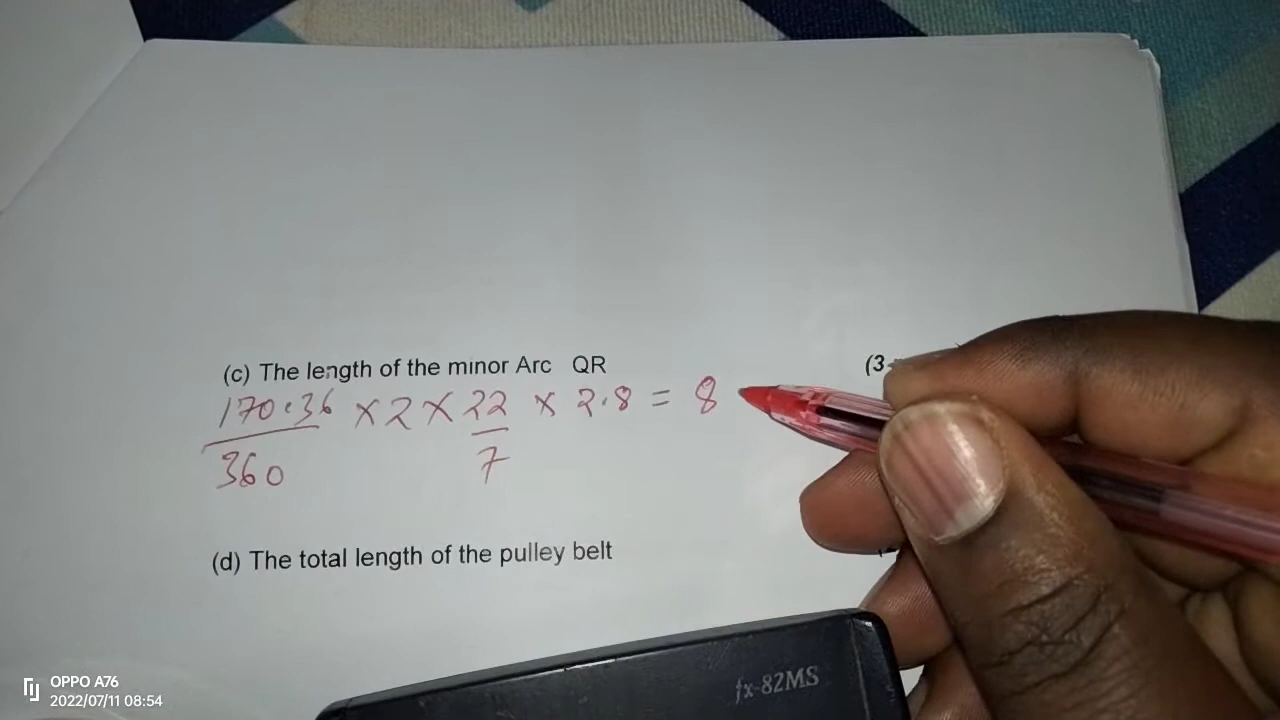 (c) The length of the minor Arc QR (3
170.36 × 2 × 22 × 2.8 = 8
360 7
(d) The total length of the pulley belt
fx-82MS
OPPO A76
2022/07/11 08:54